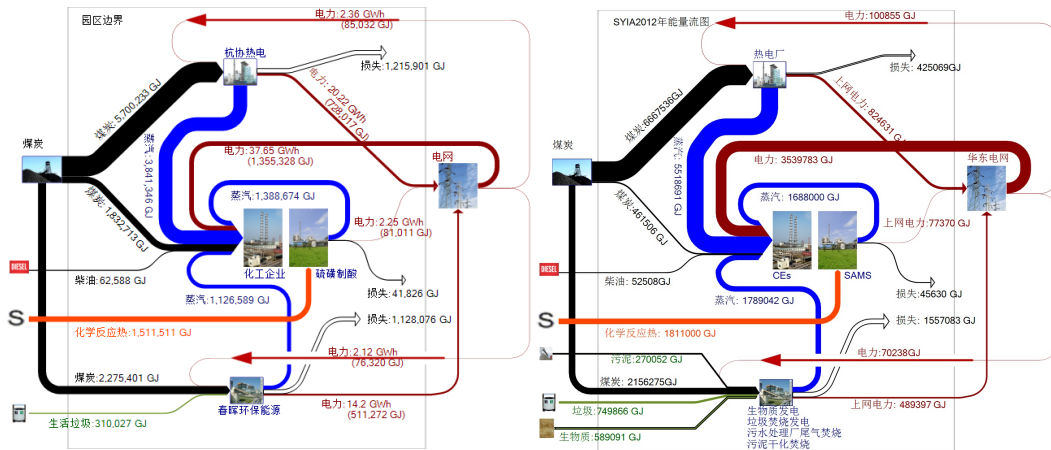 园区边界
电力:2.36 GWh
(85,032 GJ)
杭协热电
损失:1,215,901 GJ
煤炭:5,700,233 GJ
电力:20.22 GWh
(728,017 GJ)
煤炭
蒸汽:3,841,346 GJ
电力:37.65 GWh
(1,355,328 GJ)
电网
煤炭:1,832,713 GJ
蒸汽:1,388,674 GJ
电力:2.25 GWh
(81,011 GJ)
DIESEL
柴油:62,588 GJ
化工企业
硫磺制酸
损失:41,826 GJ
蒸汽:1,126,589 GJ
S
化学反应热:1,511,511 GJ
损失:1,128,076 GJ
电力:2.12 GWh
(76,320 GJ)
煤炭:2,275,401 GJ
春晖环保能源
电力:14.2 GWh
(511,272 GJ)
生活垃圾:310,027 GJ
SYIA2012年能量流图
电力:100855 GJ
热电厂
损失: 425069GJ
煤炭:6667536GJ
上网电力:
824631 GJ
煤炭
蒸汽: 5518691 GJ
电力: 3539783 GJ
华东电网
煤炭:461506 GJ
蒸汽: 1688000 GJ
上网电力: 77370 GJ
DIESEL
柴油: 52508GJ
CEs
SAMS
损失:45630 GJ
蒸汽: 1789042 GJ
S
化学反应热: 1811000 GJ
损失: 1557083 GJ
污泥:270052 GJ
电力:70238GJ
煤炭: 2156275GJ
垃圾:749866 GJ
上网电力: 489397 GJ
生物质:589091 GJ
生物质发电
垃圾焚烧发电
污水处理厂尾气焚烧
污泥干化焚烧